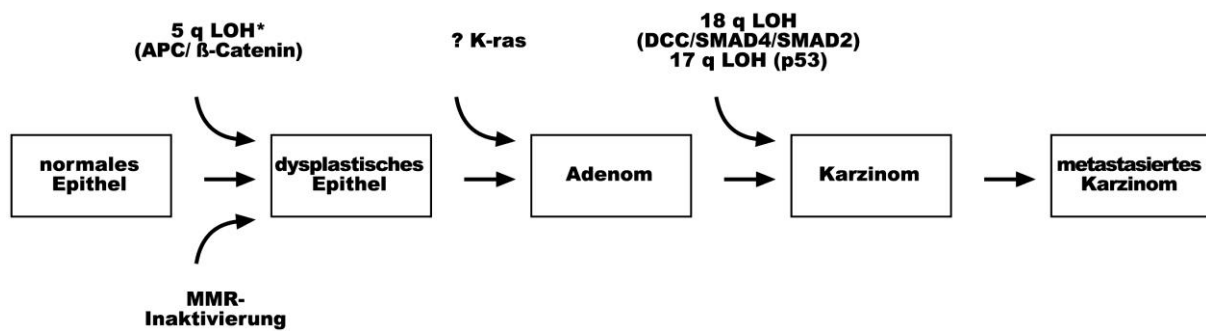 5 q LOH*
(APC/ ß-Catenin)
? K-ras
18 q LOH
(DCC/SMAD4/SMAD2)
17 q LOH (p53)
normales
Epithel
dysplastisches
Epithel
Adenom
Karzinom
metastasiertes
Karzinom
MMR-
Inaktivierung